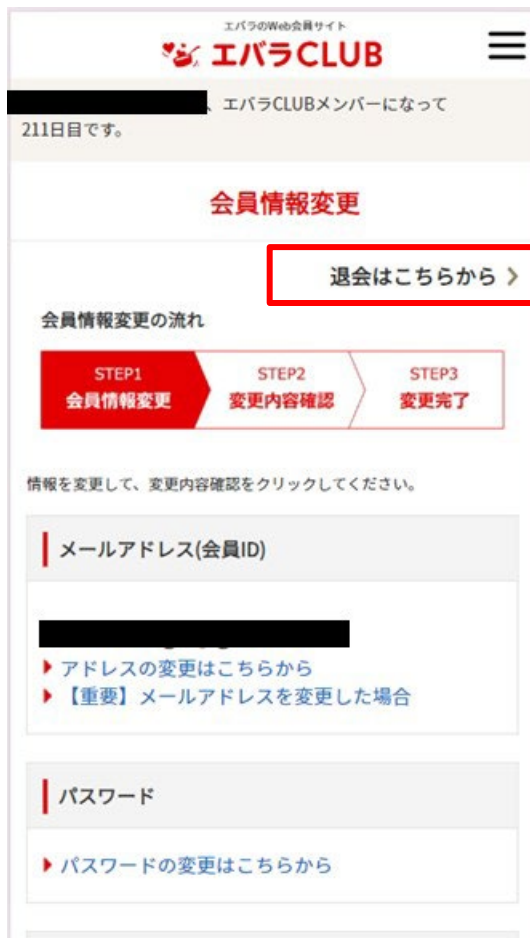 エバラのWeb会員サイト
エバラCLUB
、エバラCLUBメンバーになって
211日目です。
会員情報変更
退会はこちらから
会員情報変更の流れ
STEP1
会員情報変更
STEP2
変更内容確認
STEP3
変更完了
情報を変更して、変更内容確認をクリックしてください。
メールアドレス(会員ID)
アドレスの変更はこちらから
【重要】メールアドレスを変更した場合
パスワード
パスワードの変更はこちらから